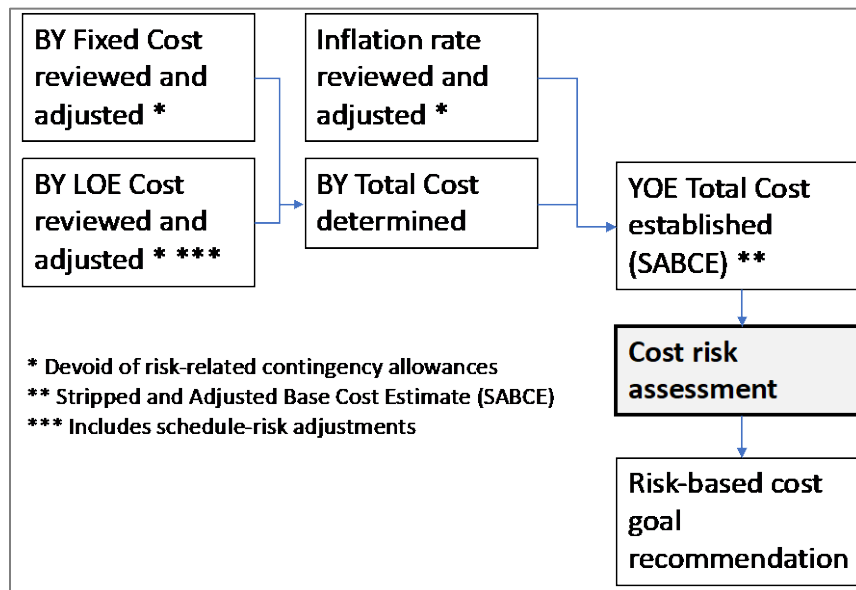 BY Fixed Cost
reviewed and
adjusted *
Inflation rate
reviewed and
adjusted *
BY LOE Cost
reviewed and
adjusted * ***
BY Total Cost
determined
YOE Total Cost
established
(SABCE) **
Cost risk
assessment
Risk-based cost
goal
recommendation
* Devoid of risk-related contingency allowances
** Stripped and Adjusted Base Cost Estimate (SABCE)
*** Includes schedule-risk adjustments